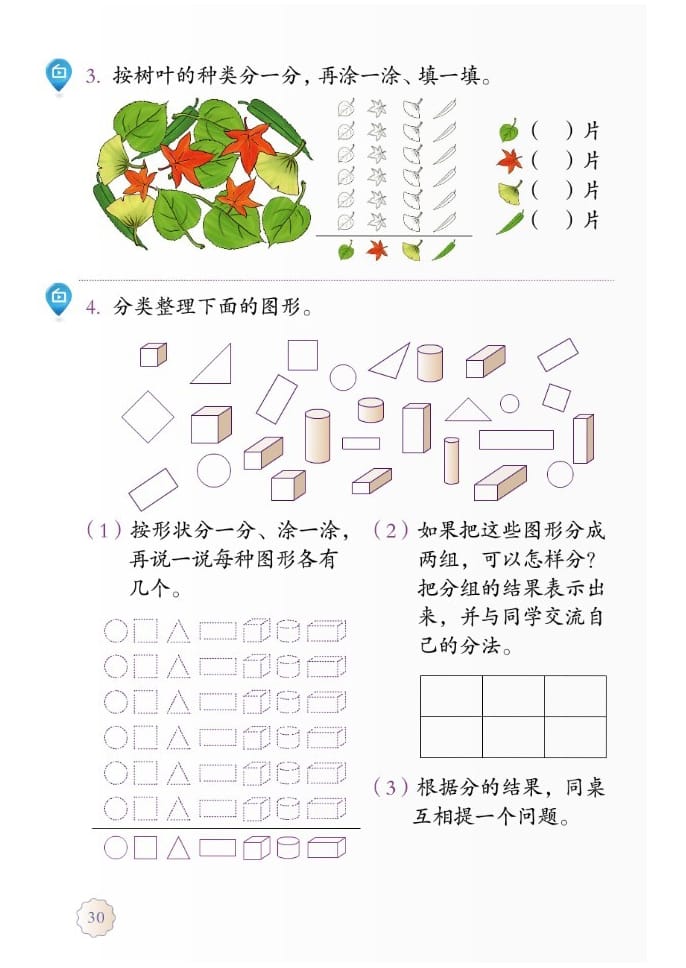 3. 按树叶的种类分一分，再涂一涂、填一填。
( )片
( )片
( )片
( )片
4. 分类整理下面的图形。
（1）按形状分一分、涂一涂，
再说一说每种图形各有
几个。
（2）如果把这些图形分成
两组，可以怎样分？
把分组的结果表示出
来，并与同学交流自
己的分法。
（3）根据分的结果，同桌
互相提一个问题。
30